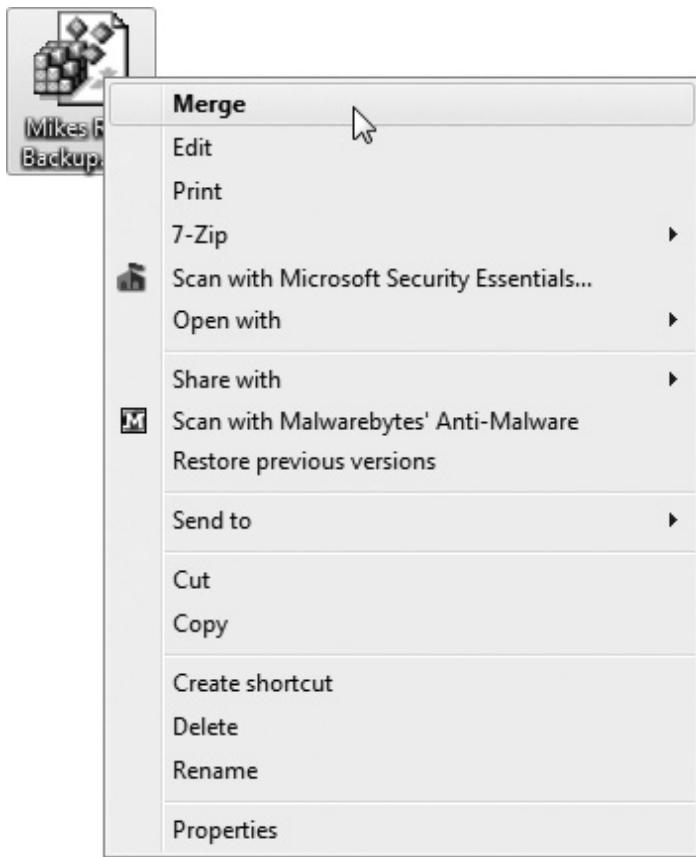 Mikes R
Backup.
Merge
Edit
Print
7-Zip
Scan with Microsoft Security Essentials...
Open with
Share with
Scan with Malwarebytes' Anti-Malware
Restore previous versions
Send to
Cut
Copy
Create shortcut
Delete
Rename
Properties